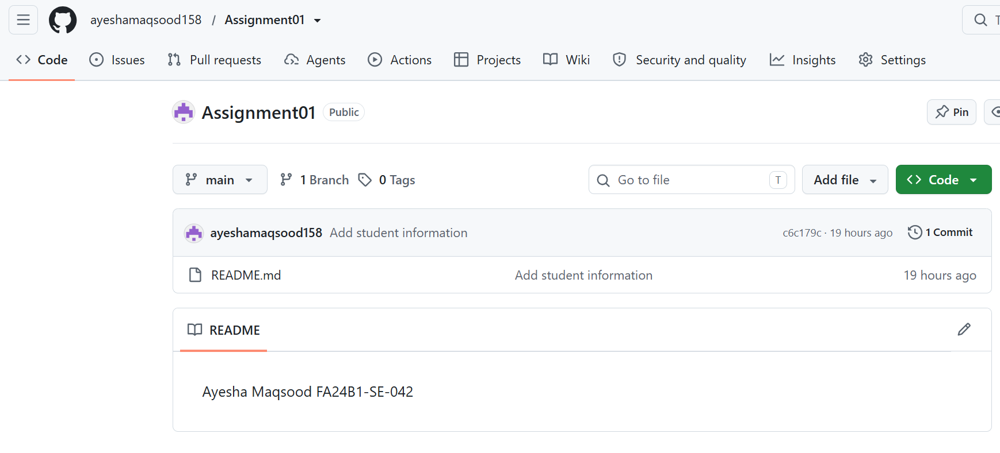 ayeshamaqsood158 / Assignment01
Code Issues Pull requests Agents Actions Projects Wiki Security and quality Insights Settings
Assignment01 Public Pin
main 1 Branch 0 Tags Go to file T Add file Code
ayeshamaqsood158 Add student information c6c179c · 19 hours ago 1 Commit
README.md Add student information 19 hours ago
README
Ayesha Maqsood FA24B1-SE-042